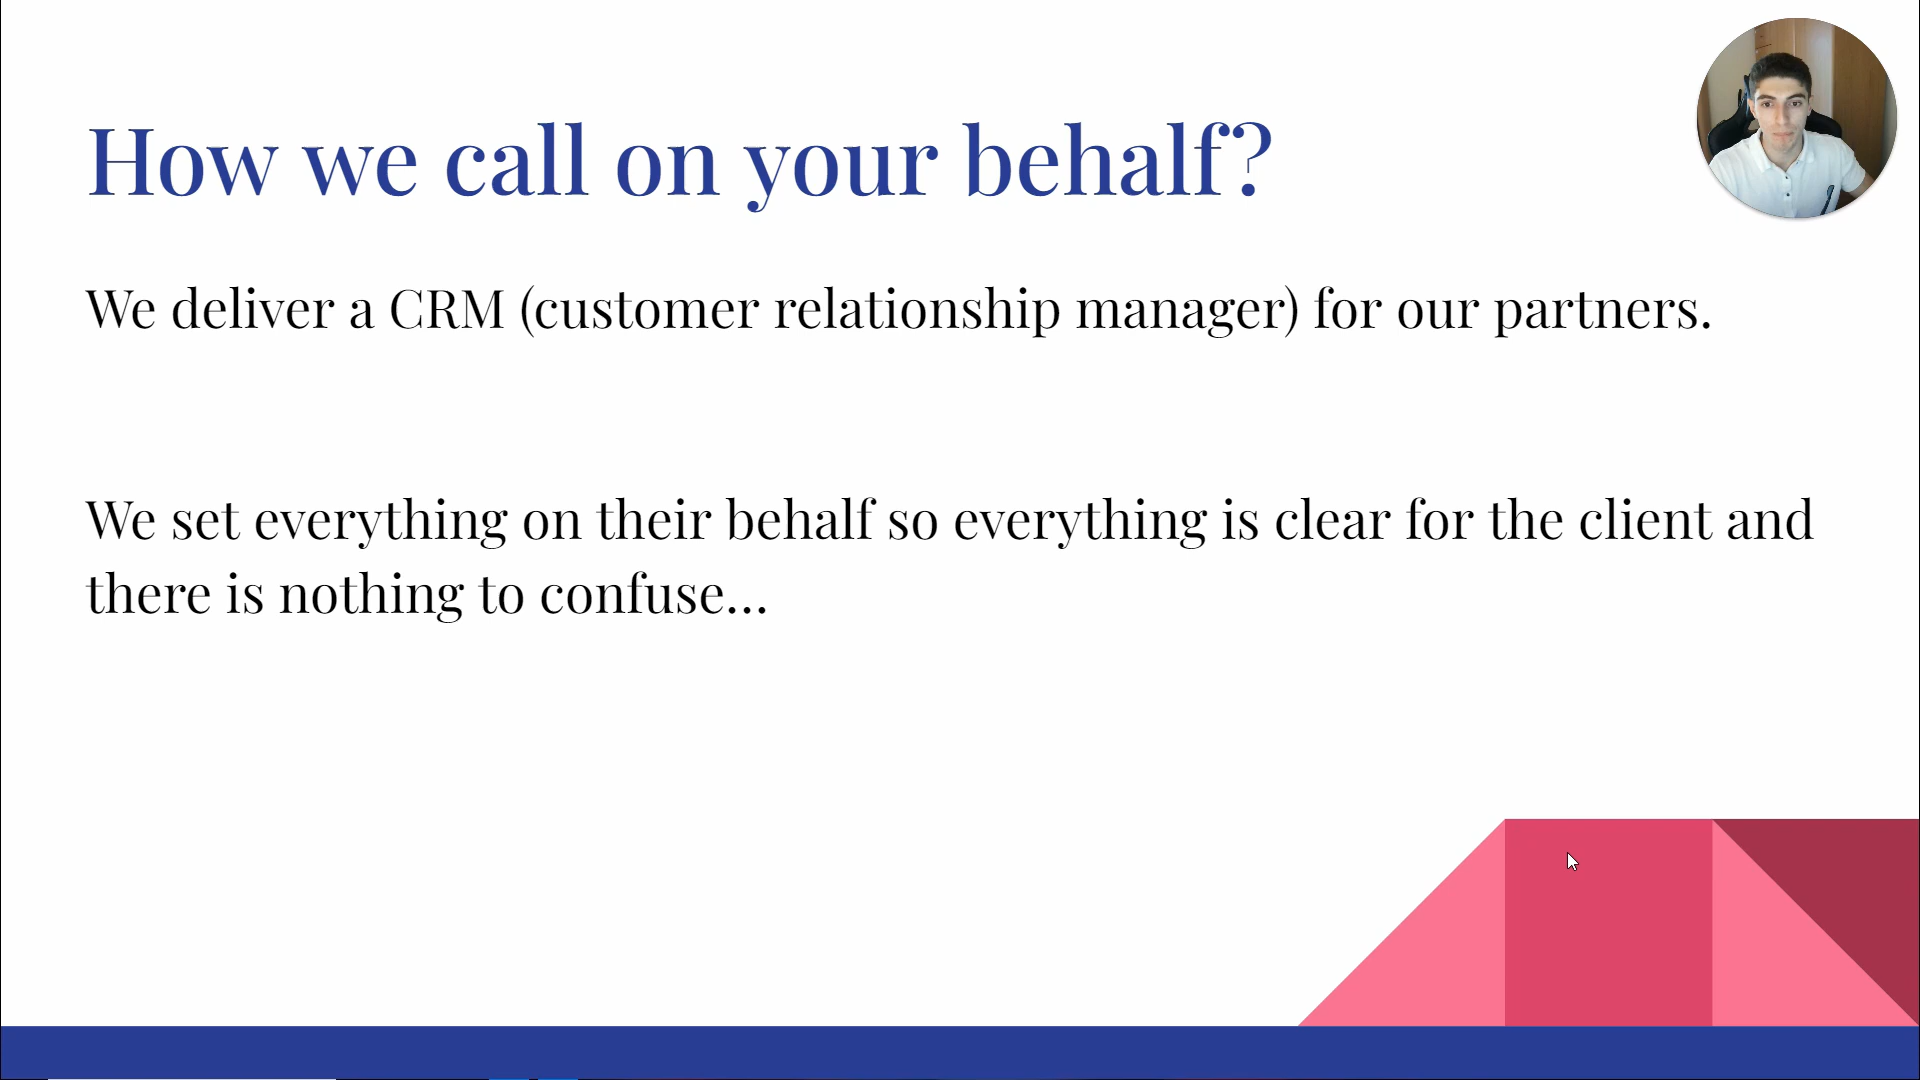 How we call on your behalf?
We deliver a CRM (customer relationship manager) for our partners.
We set everything on their behalf so everything is clear for the client and
there is nothing to confuse...